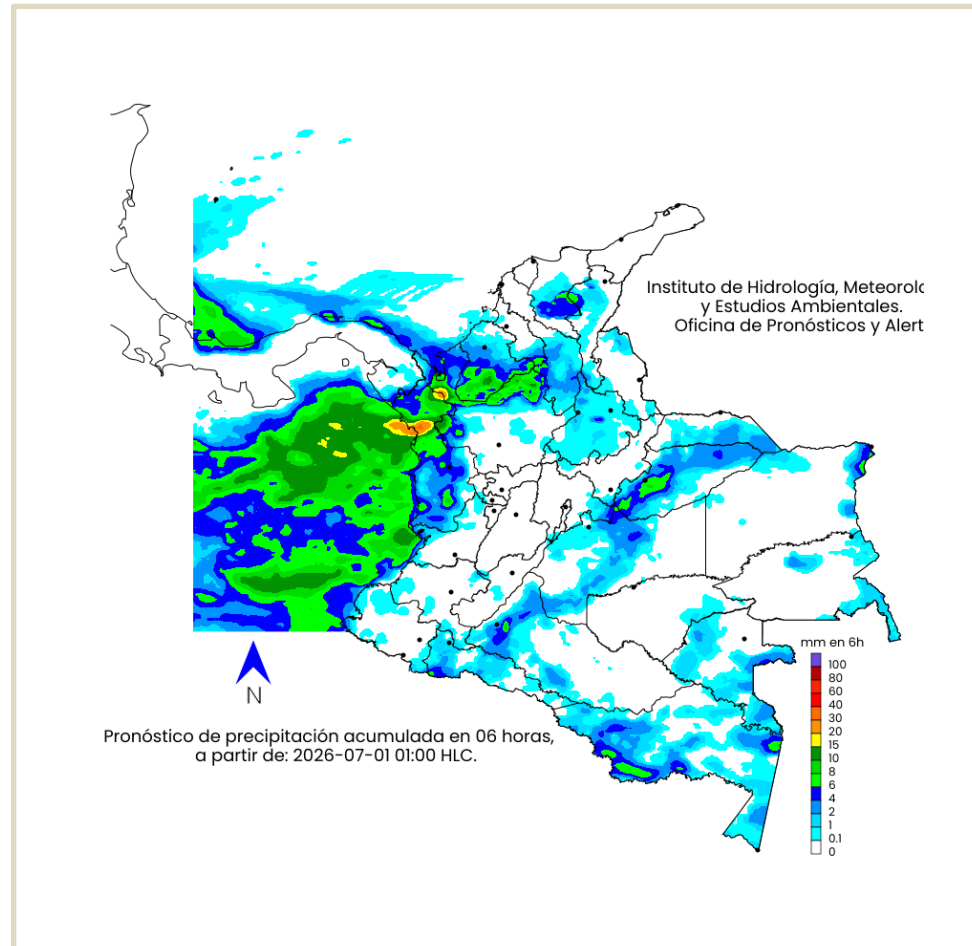 Instituto de Hidrología, Meteorolo
y Estudios Ambientales.
Oficina de Pronósticos y Alert
mm en 6h
100
80
60
40
30
20
15
10
8
6
4
2
1
0.1
0
N
Pronóstico de precipitación acumulada en 06 horas,
a partir de: 2026-07-01 01:00 HLC.